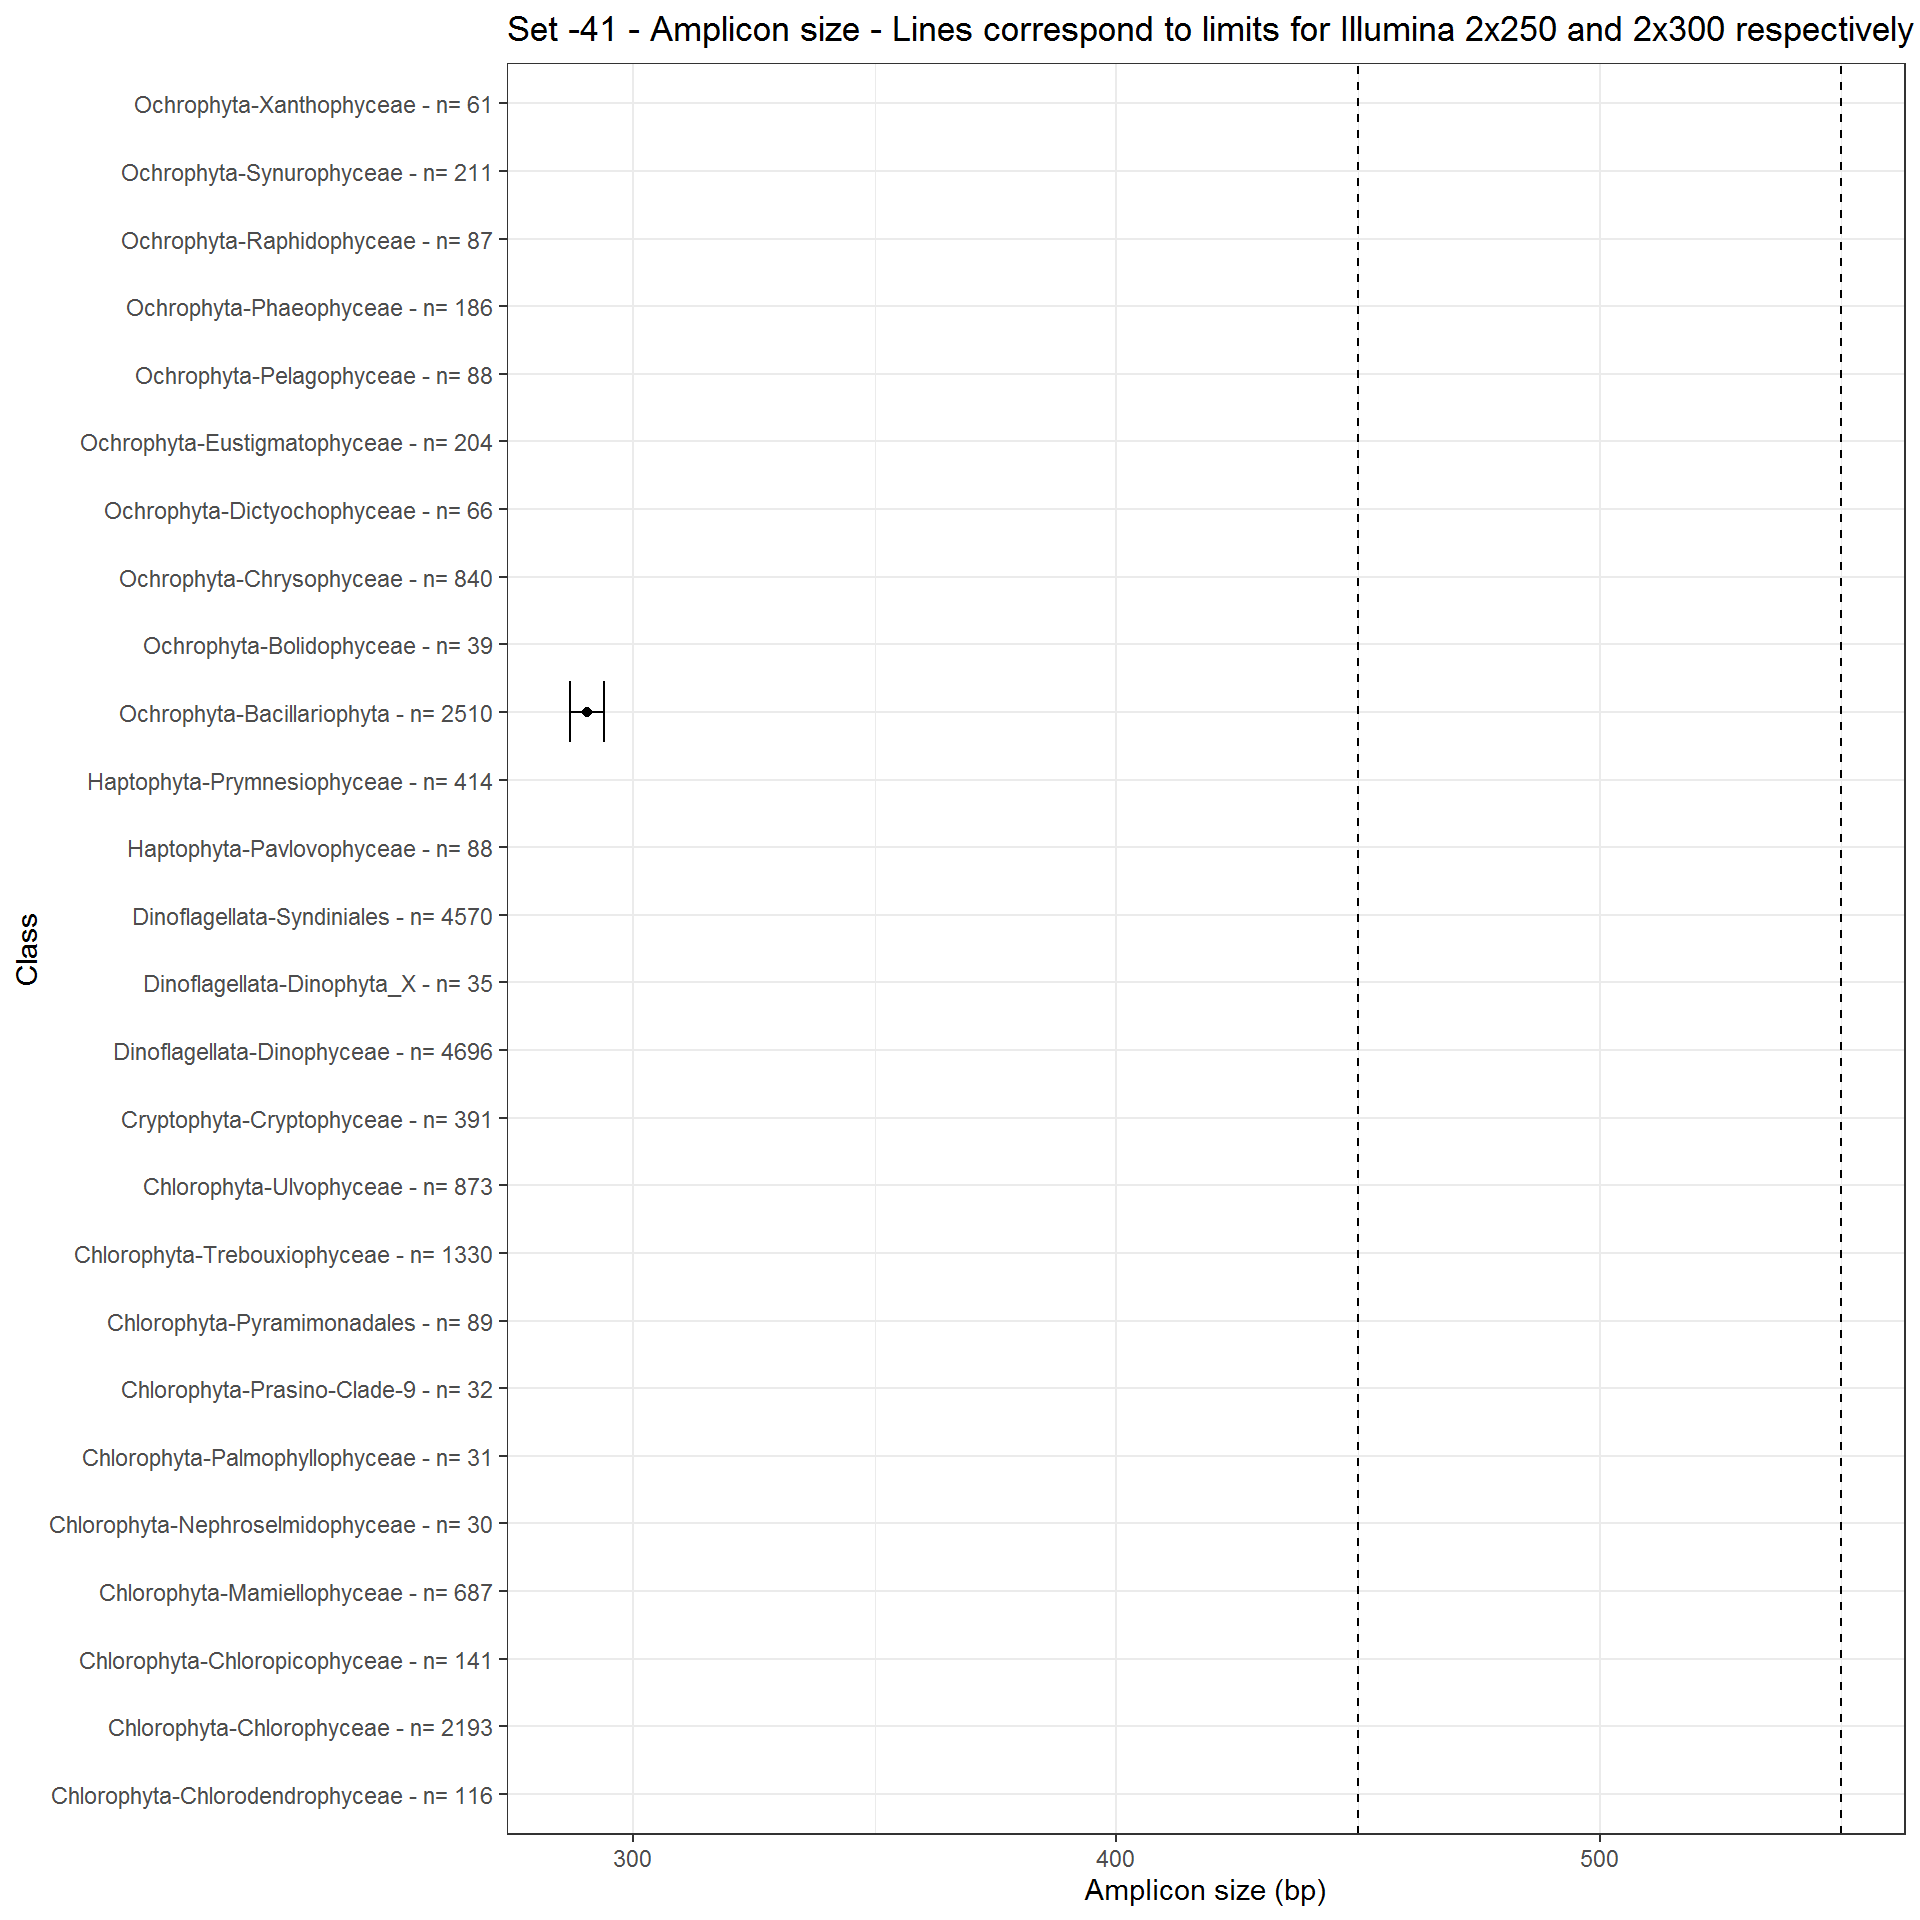 Set -41 - Amplicon size - Lines correspond to limits for Illumina 2x250 and 2x300 respectively
Ochrophyta-Xanthophyceae - n= 61
Ochrophyta-Synurophyceae - n= 211
Ochrophyta-Raphidophyceae - n= 87
Ochrophyta-Phaeophyceae - n= 186
Ochrophyta-Pelagophyceae - n= 88
Ochrophyta-Eustigmatophyceae - n= 204
Ochrophyta-Dictyochophyceae - n= 66
Ochrophyta-Chrysophyceae - n= 840
Ochrophyta-Bolidophyceae - n= 39
Ochrophyta-Bacillariophyta - n= 2510
Haptophyta-Prymnesiophyceae - n= 414
Haptophyta-Pavlovophyceae - n= 88
Dinoflagellata-Syndiniales - n= 4570
Dinoflagellata-Dinophyta_X - n= 35
Dinoflagellata-Dinophyceae - n= 4696
Cryptophyta-Cryptophyceae - n= 391
Chlorophyta-Ulvophyceae - n= 873
Chlorophyta-Trebouxiophyceae - n= 1330
Chlorophyta-Pyramimonadales - n= 89
Chlorophyta-Prasino-Clade-9 - n= 32
Chlorophyta-Palmophyllophyceae - n= 31
Chlorophyta-Nephroselmidophyceae - n= 30
Chlorophyta-Mamiellophyceae - n= 687
Chlorophyta-Chloropicophyceae - n= 141
Chlorophyta-Chlorophyceae - n= 2193
Chlorophyta-Chlorodendrophyceae - n= 116
Class
300 400 500
Amplicon size (bp)